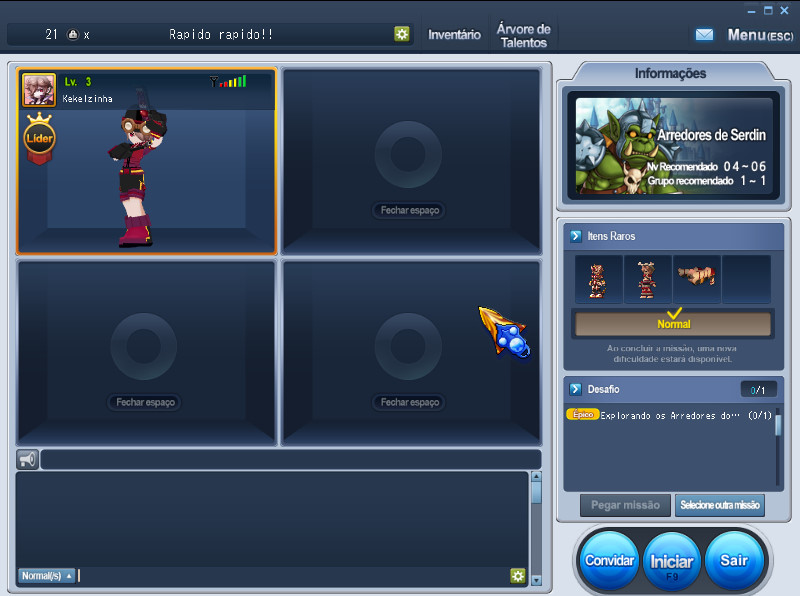 21 x Rapido rapido!! Inventário Árvore de Talentos Menu(ESC)
Lv. 3
Kekelzinha
Líder
Fechar espaço
Fechar espaço
Fechar espaço
Normal(s)
Informações
Arredores de Serdin
Nv Recomendado 04~06
Grupo recomendado 1~1
Itens Raros
Normal
Ao concluir a missão, uma nova
dificuldade estará disponível.
Desafio 0/1
Épico Explorando os Arredores do… (0/1)
Pegar missão Selecione outra missão
Convidar Iniciar Sair
F9